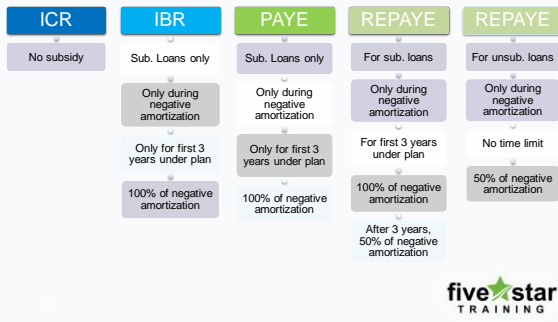 ICR
No subsidy
IBR
Sub. Loans only
Only during
negative
amortization
Only for first 3
years under plan
100% of negative
amortization
PAYE
Sub. Loans only
Only during
negative
amortization
Only for first 3
years under plan
100% of negative
amortization
REPAYE
For sub. loans
Only during
negative
amortization
For first 3 years
under plan
100% of negative
amortization
After 3 years,
50% of negative
amortization
REPAYE
For unsub. loans
Only during
negative
amortization
No time limit
50% of negative
amortization
five star
TRAINING